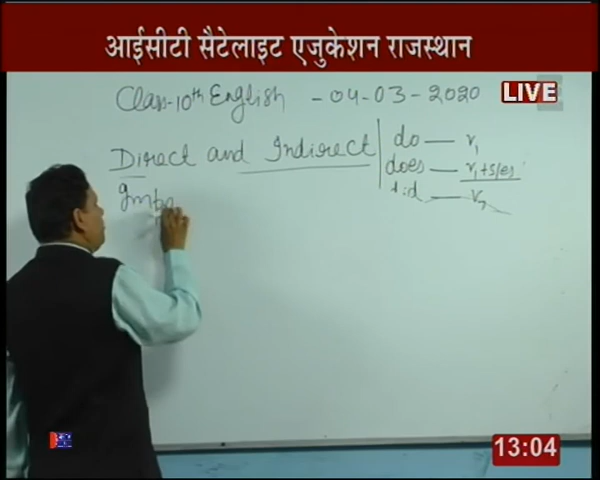 आईसीटी सैटेलाइट एजुकेशन राजस्थान
LIVE
Class-10th English - 04-03-2020
Direct and Indirect
do — v1
does — v1+s/es
did — v2
13:04